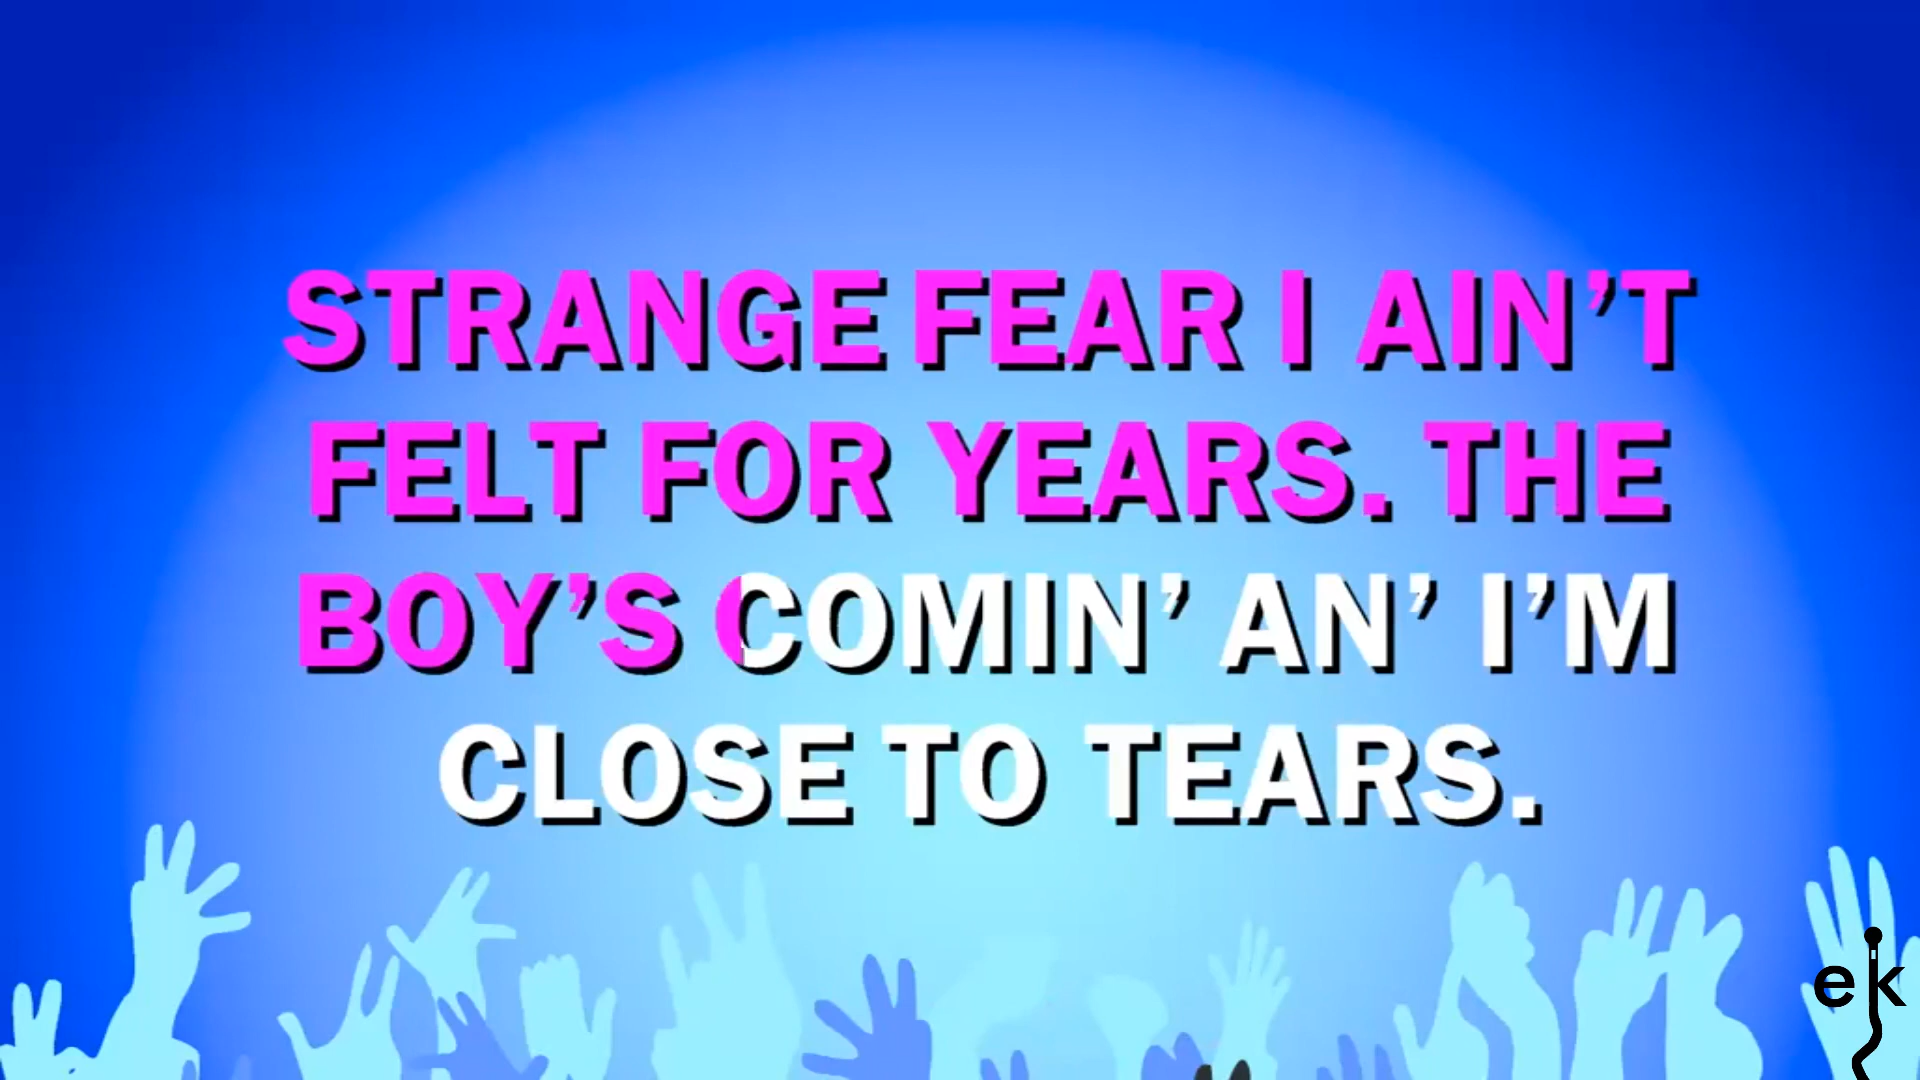 STRANGE FEAR I AIN’T
FELT FOR YEARS. THE
BOY’S COMIN’ AN’ I’M
CLOSE TO TEARS.
ek